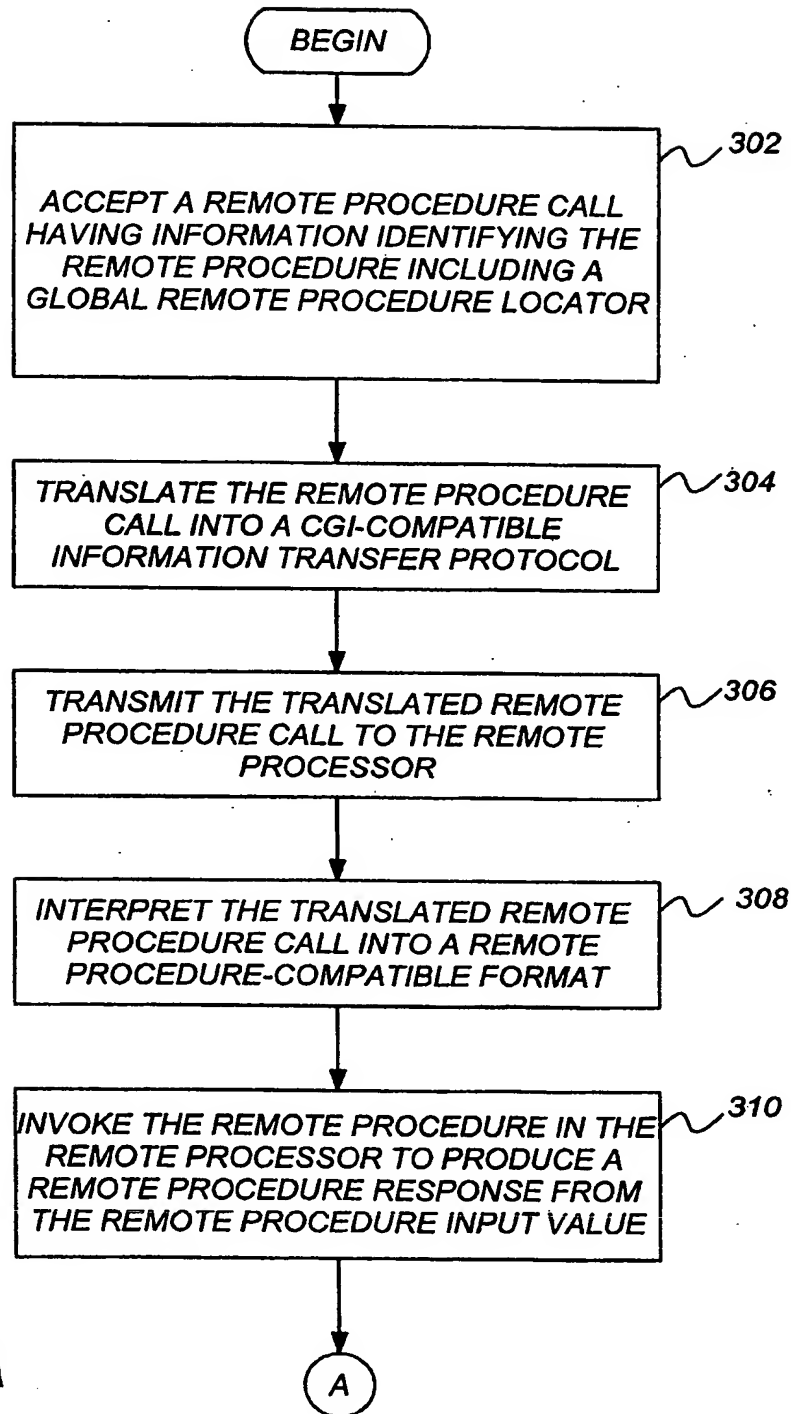 BEGIN
302
ACCEPT A REMOTE PROCEDURE CALL
HAVING INFORMATION IDENTIFYING THE
REMOTE PROCEDURE INCLUDING A
GLOBAL REMOTE PROCEDURE LOCATOR
304
TRANSLATE THE REMOTE PROCEDURE
CALL INTO A CGI-COMPATIBLE
INFORMATION TRANSFER PROTOCOL
306
TRANSMIT THE TRANSLATED REMOTE
PROCEDURE CALL TO THE REMOTE
PROCESSOR
308
INTERPRET THE TRANSLATED REMOTE
PROCEDURE CALL INTO A REMOTE
PROCEDURE-COMPATIBLE FORMAT
310
INVOKE THE REMOTE PROCEDURE IN THE
REMOTE PROCESSOR TO PRODUCE A
REMOTE PROCEDURE RESPONSE FROM
THE REMOTE PROCEDURE INPUT VALUE
A